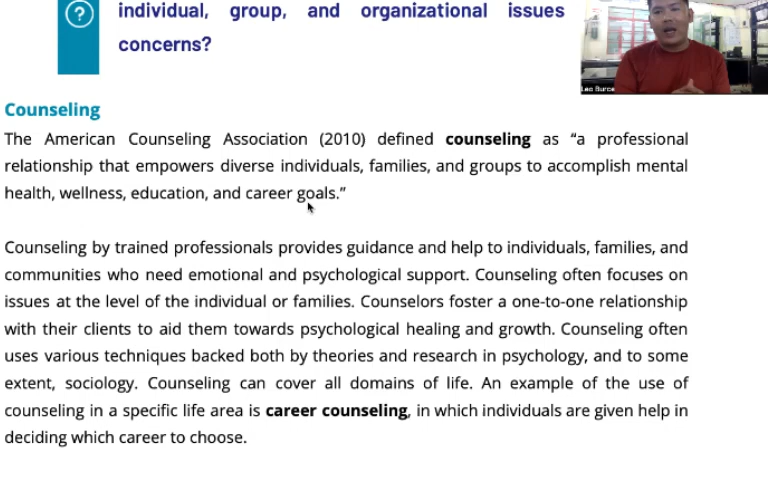 individual, group, and organizational issues
concerns?
Leo Burce
Counseling
The American Counseling Association (2010) defined counseling as “a professional
relationship that empowers diverse individuals, families, and groups to accomplish mental
health, wellness, education, and career goals.”
Counseling by trained professionals provides guidance and help to individuals, families, and
communities who need emotional and psychological support. Counseling often focuses on
issues at the level of the individual or families. Counselors foster a one-to-one relationship
with their clients to aid them towards psychological healing and growth. Counseling often
uses various techniques backed both by theories and research in psychology, and to some
extent, sociology. Counseling can cover all domains of life. An example of the use of
counseling in a specific life area is career counseling, in which individuals are given help in
deciding which career to choose.